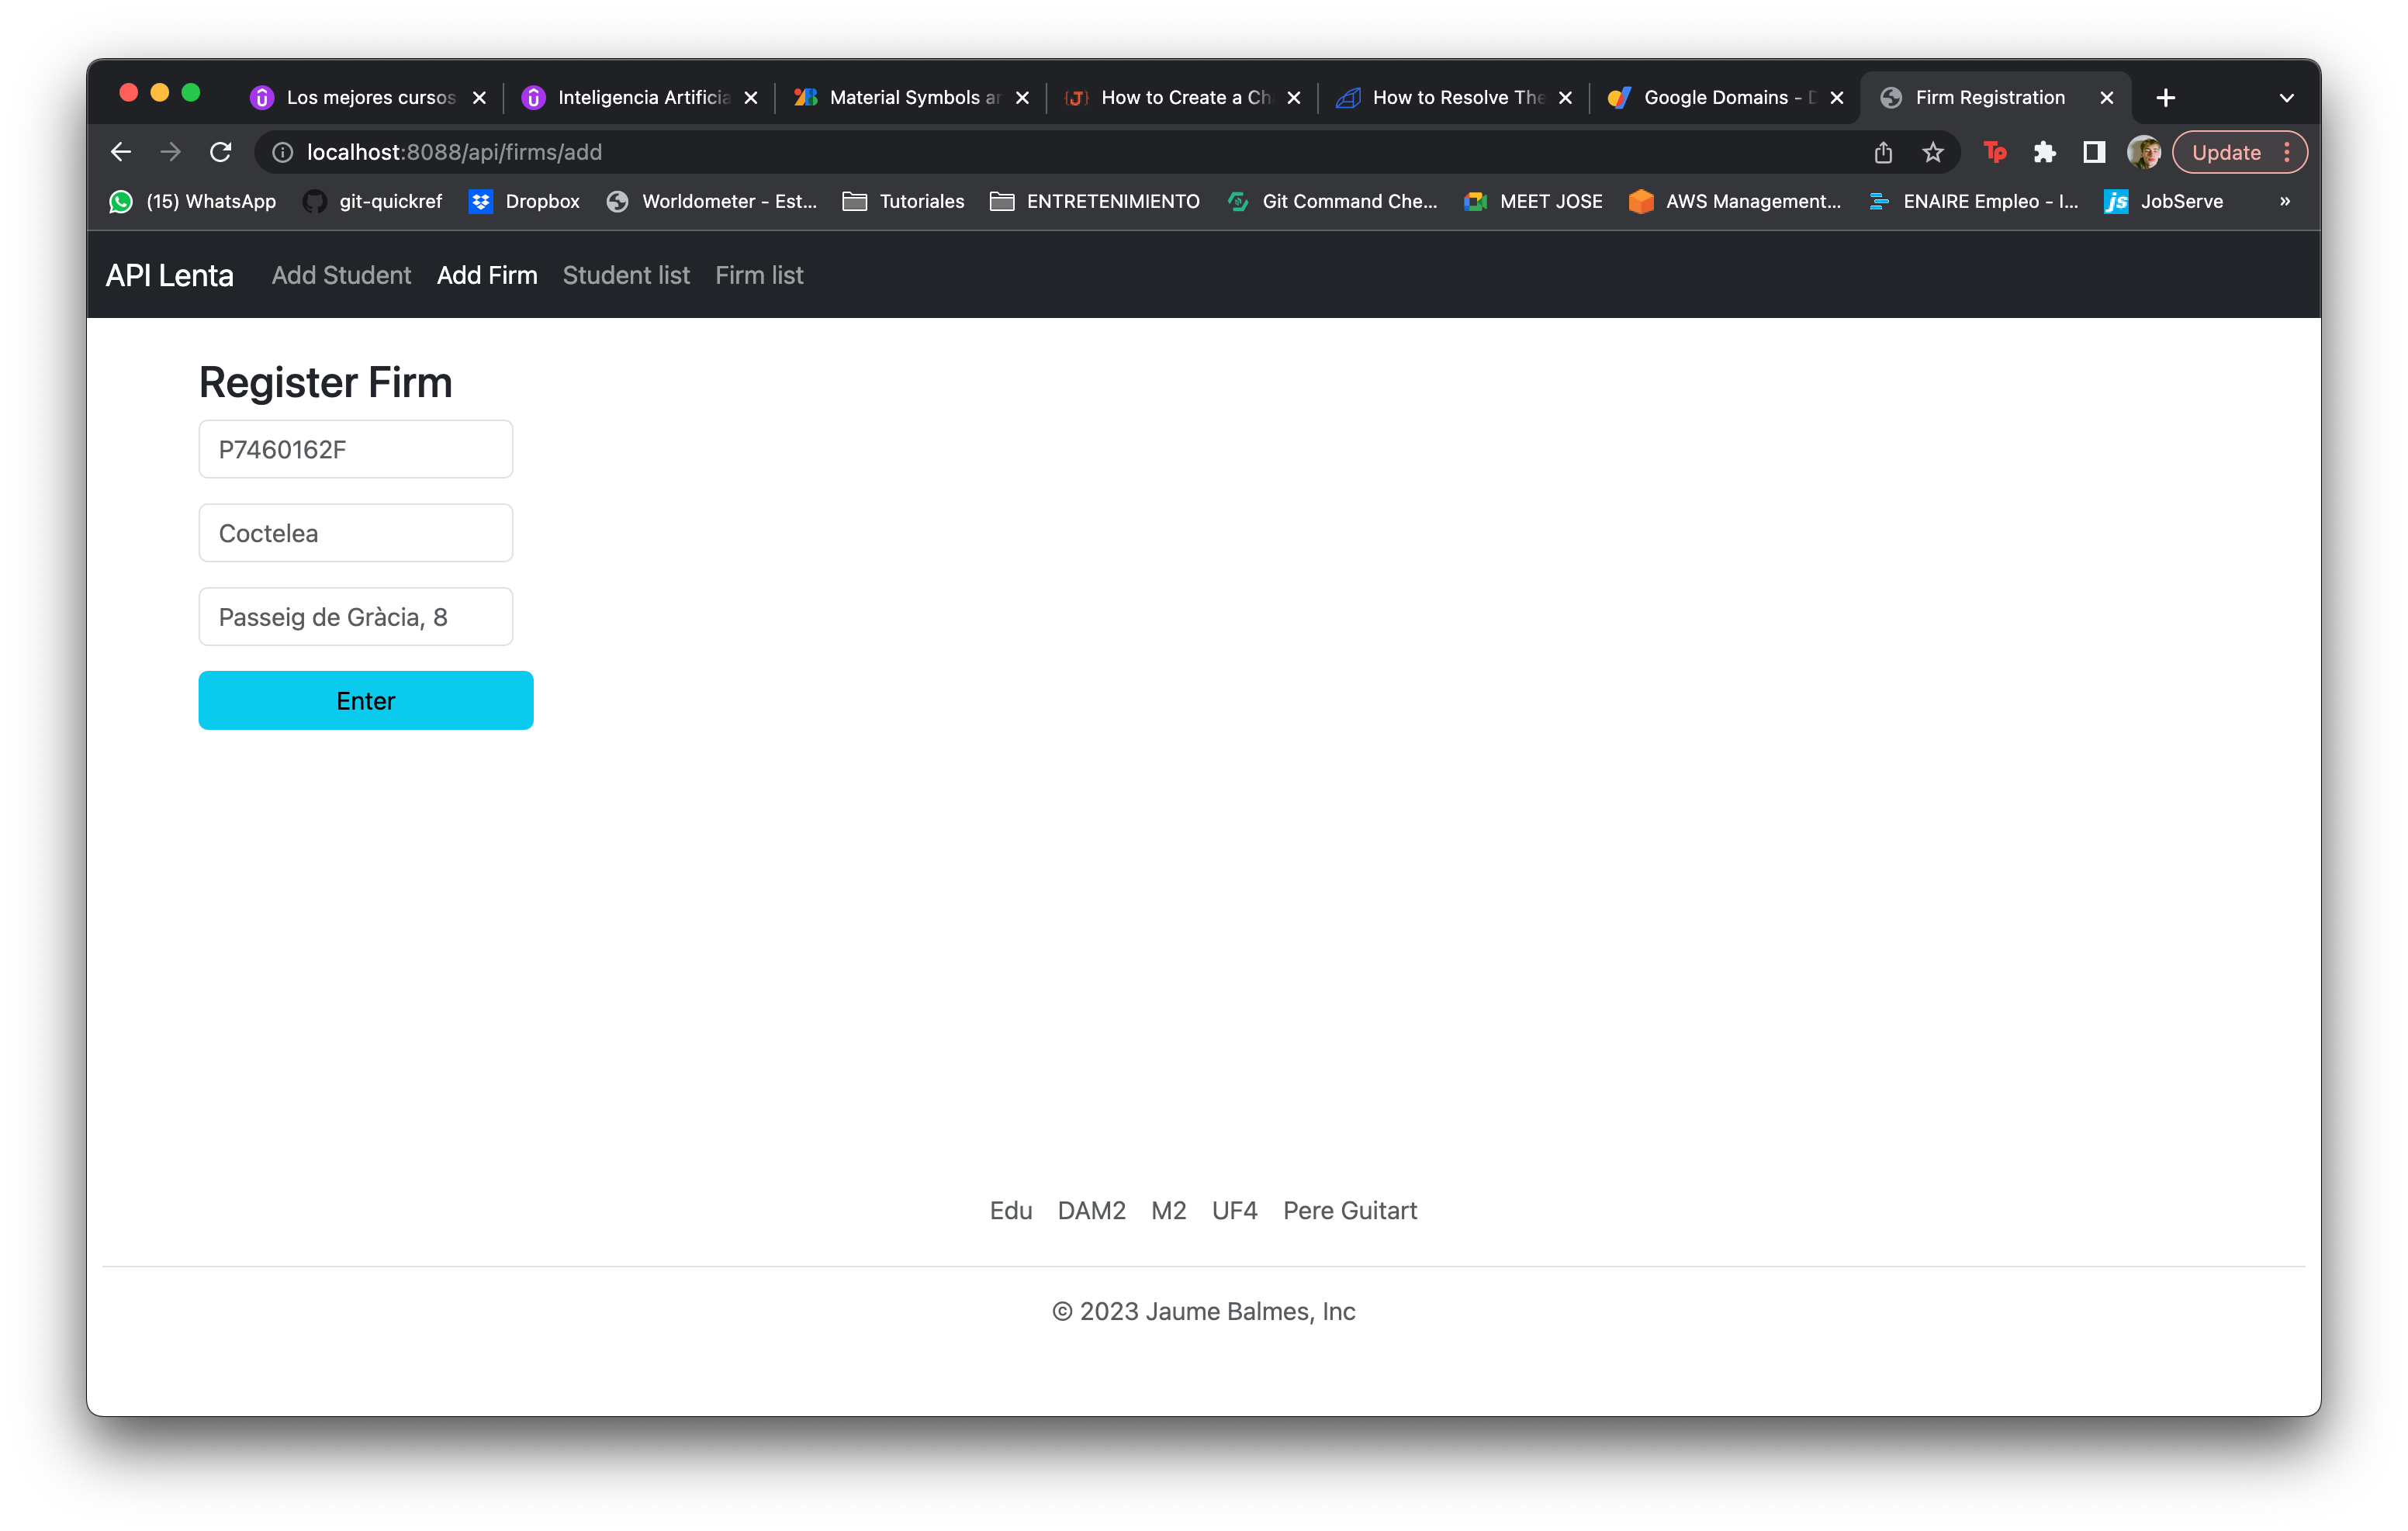 Los mejores cursos Inteligencia Artificia Material Symbols ar How to Create a Ch How to Resolve The Google Domains - D Firm Registration
localhost:8088/api/firms/add Tp Update
(15) WhatsApp git-quickref Dropbox Worldometer - Est... Tutoriales ENTRETENIMIENTO Git Command Che... MEET JOSE AWS Management... ENAIRE Empleo - I... js JobServe »
API Lenta Add Student Add Firm Student list Firm list
Register Firm
P7460162F
Coctelea
Passeig de Gràcia, 8
Enter
Edu DAM2 M2 UF4 Pere Guitart
© 2023 Jaume Balmes, Inc